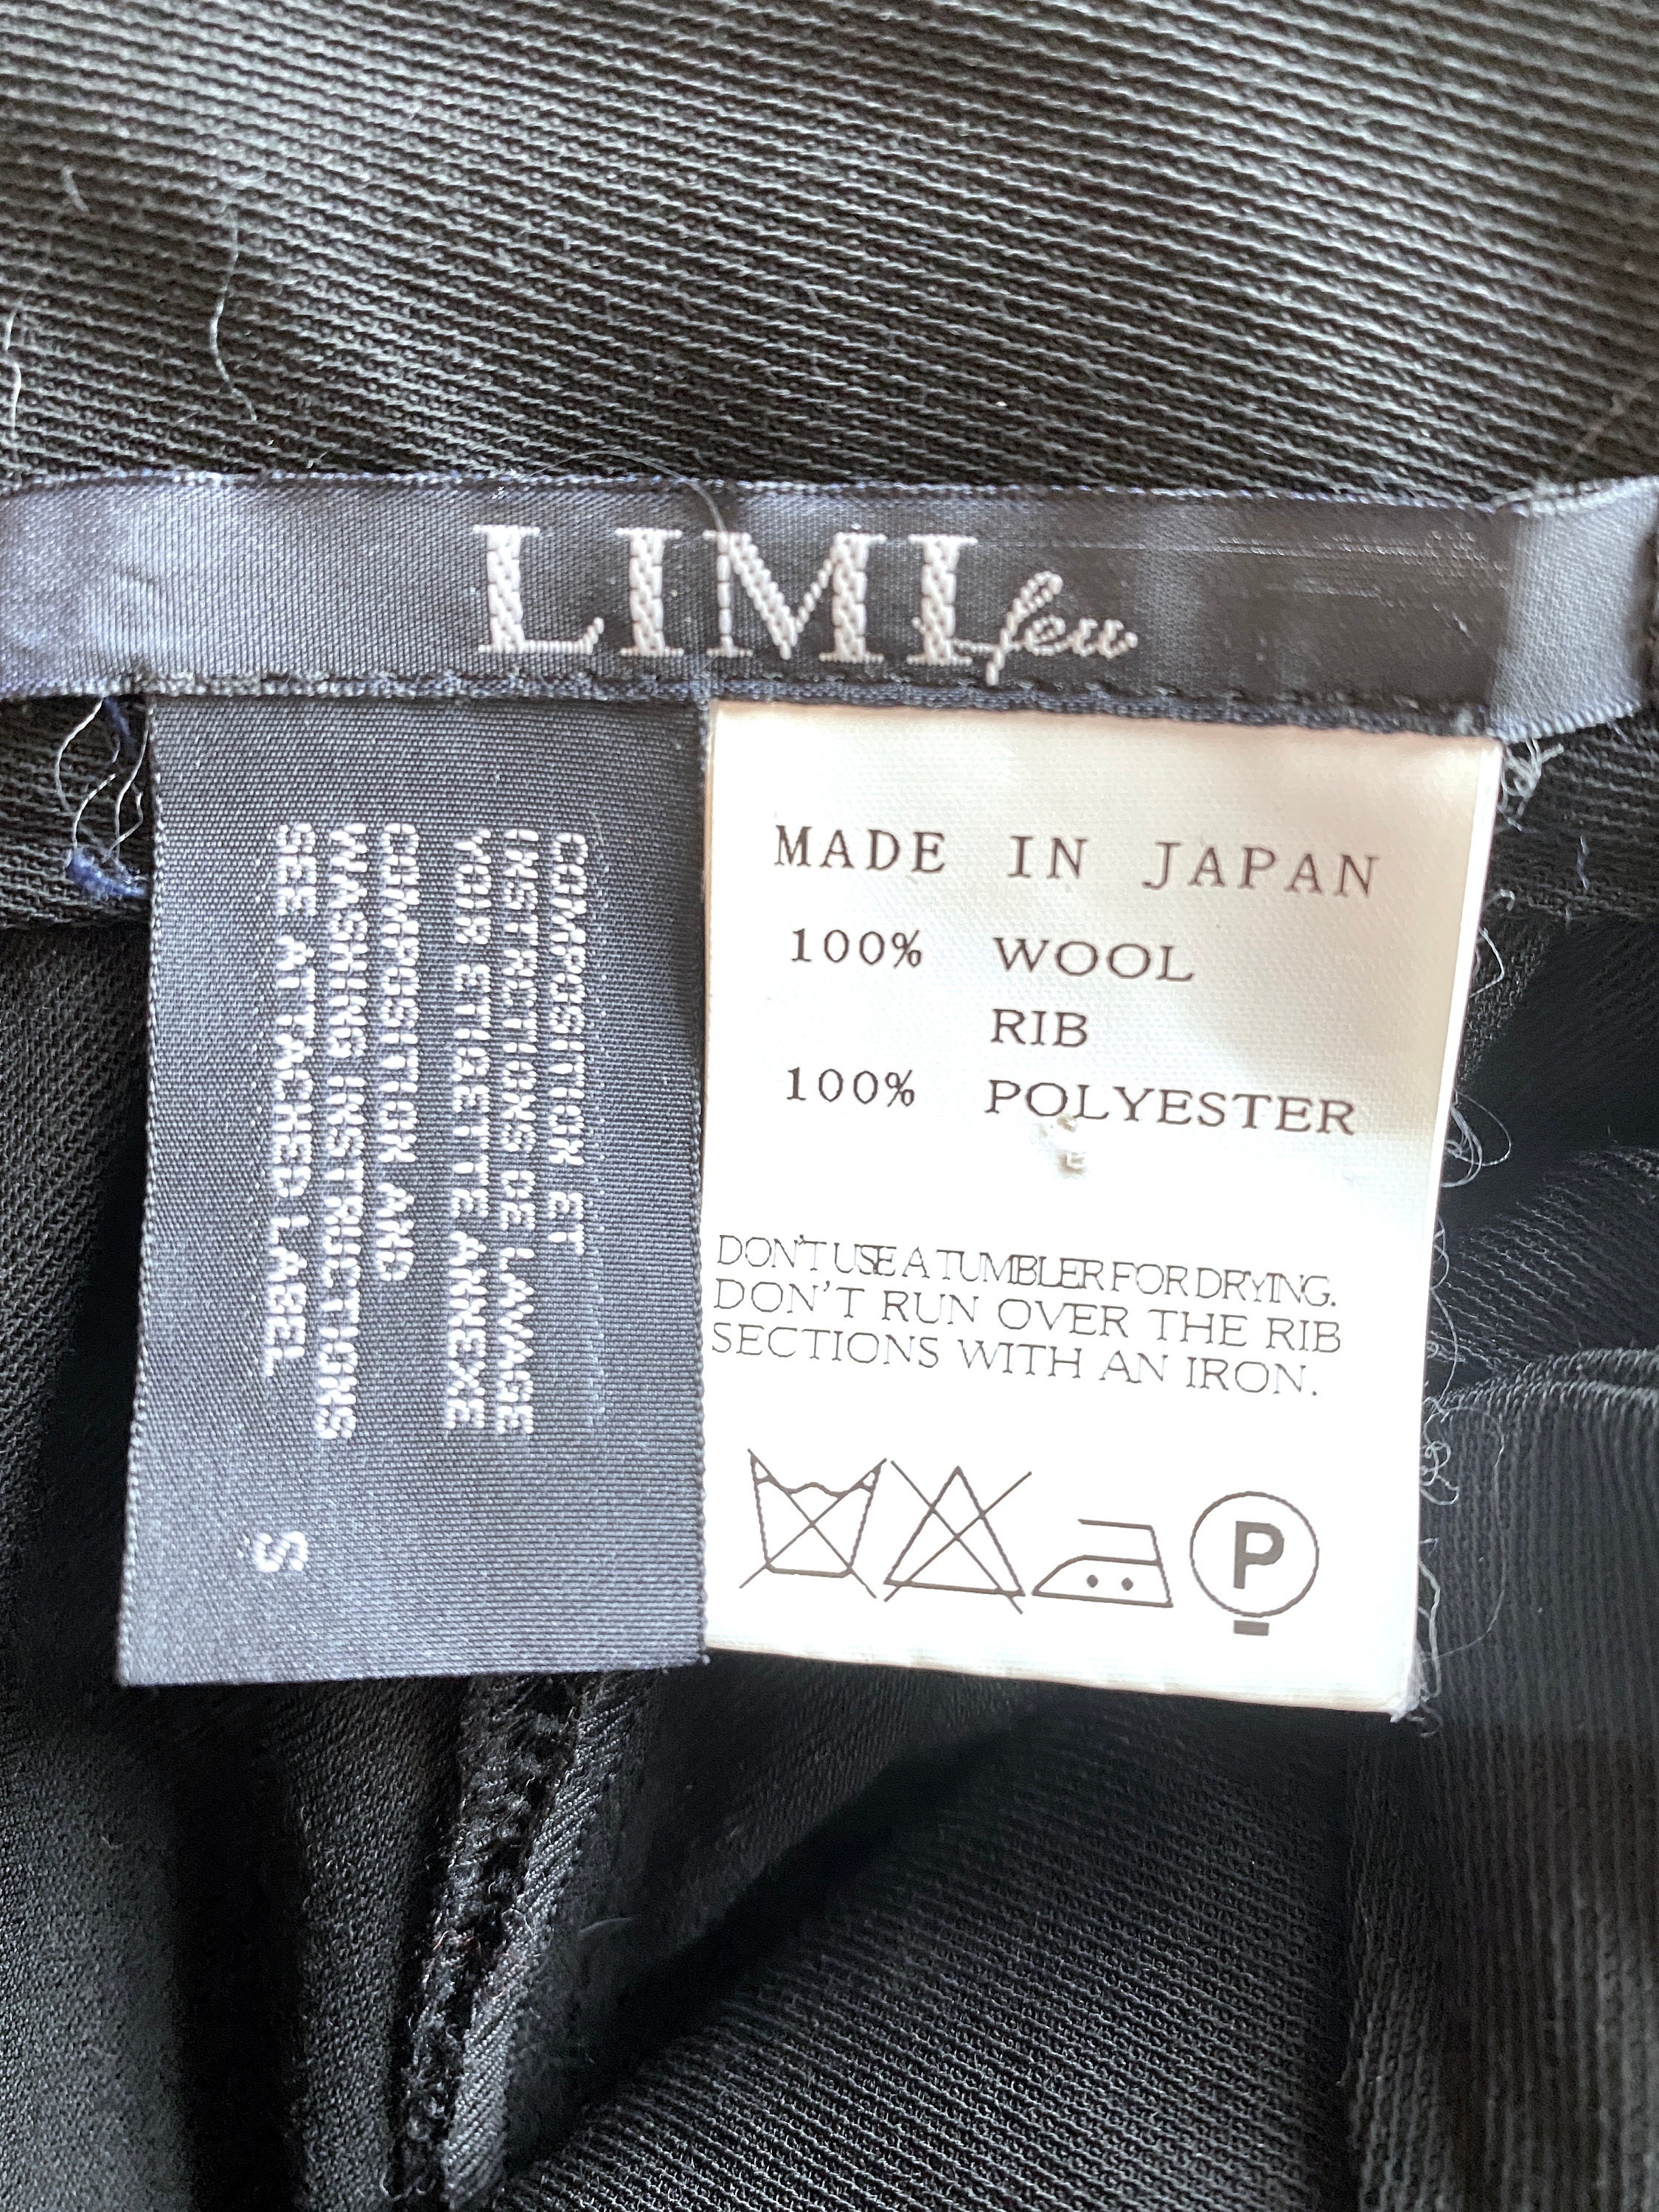 LIMI feu
COMPOSITION ET
INSTRUCTIONS DE LAVAGE
VOIR ETIQETTE ANNEXE
COMPOSITION AND
WASHING INSTRUCTIONS
SEE ATTACHED LABEL
S
MADE IN JAPAN
100% WOOL
RIB
100% POLYESTER
DON'T USE A TUMBLER FOR DRYING.
DON'T RUN OVER THE RIB
SECTIONS WITH AN IRON.
P